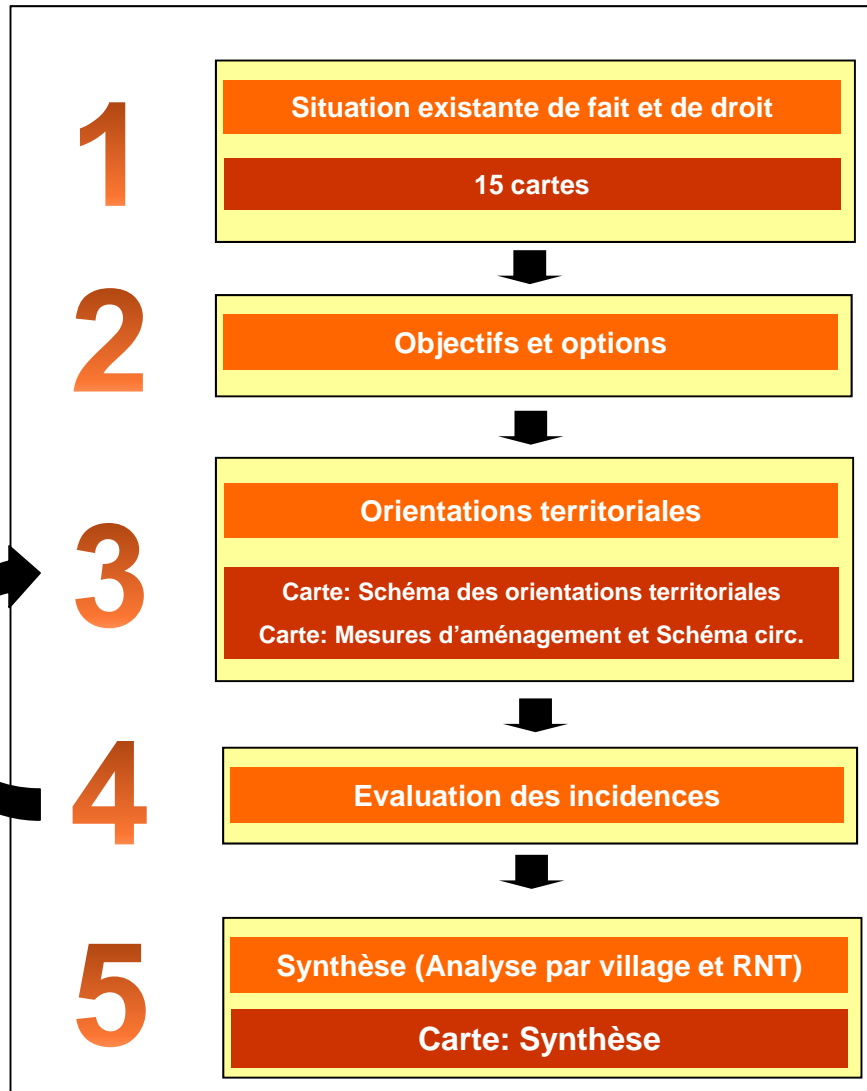 1
Situation existante de fait et de droit
15 cartes
2
Objectifs et options
3
Orientations territoriales
Carte: Schéma des orientations territoriales
Carte: Mesures d'aménagement et Schéma circ.
4
Evaluation des incidences
5
Synthèse (Analyse par village et RNT)
Carte: Synthèse